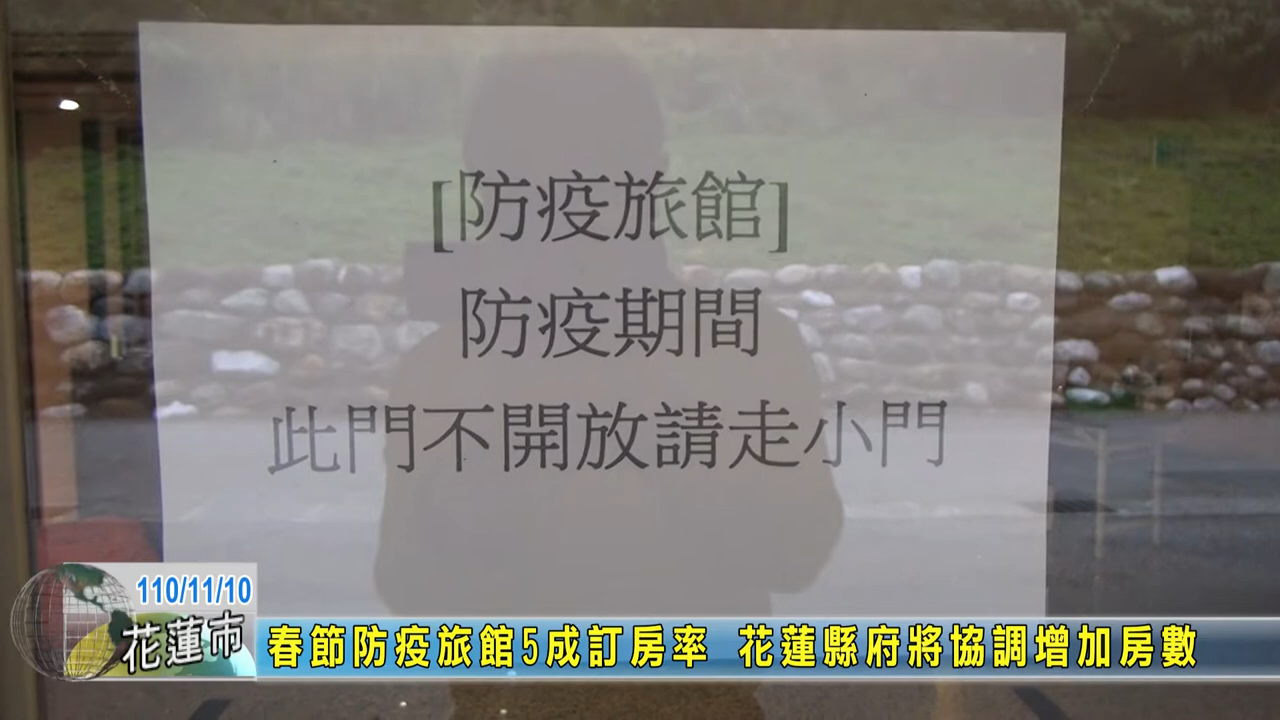 [防疫旅館]
防疫期間
此門不開放請走小門
110/11/10
花蓮市
春節防疫旅館5成訂房率 花蓮縣府將協調增加房數